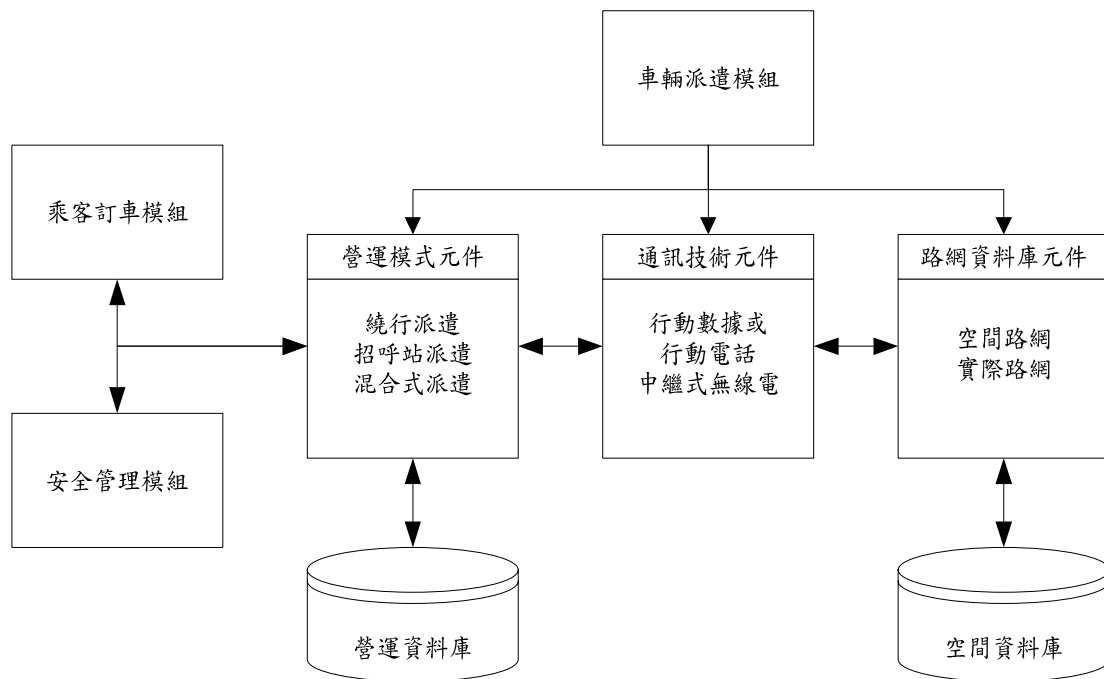 車輛派遣模組
乘客訂車模組
營運模式元件
通訊技術元件
路網資料庫元件
繞行派遣
招呼站派遣
混合式派遣
行動數據或
行動電話
中繼式無線電
空間路網
實際路網
安全管理模組
營運資料庫
空間資料庫